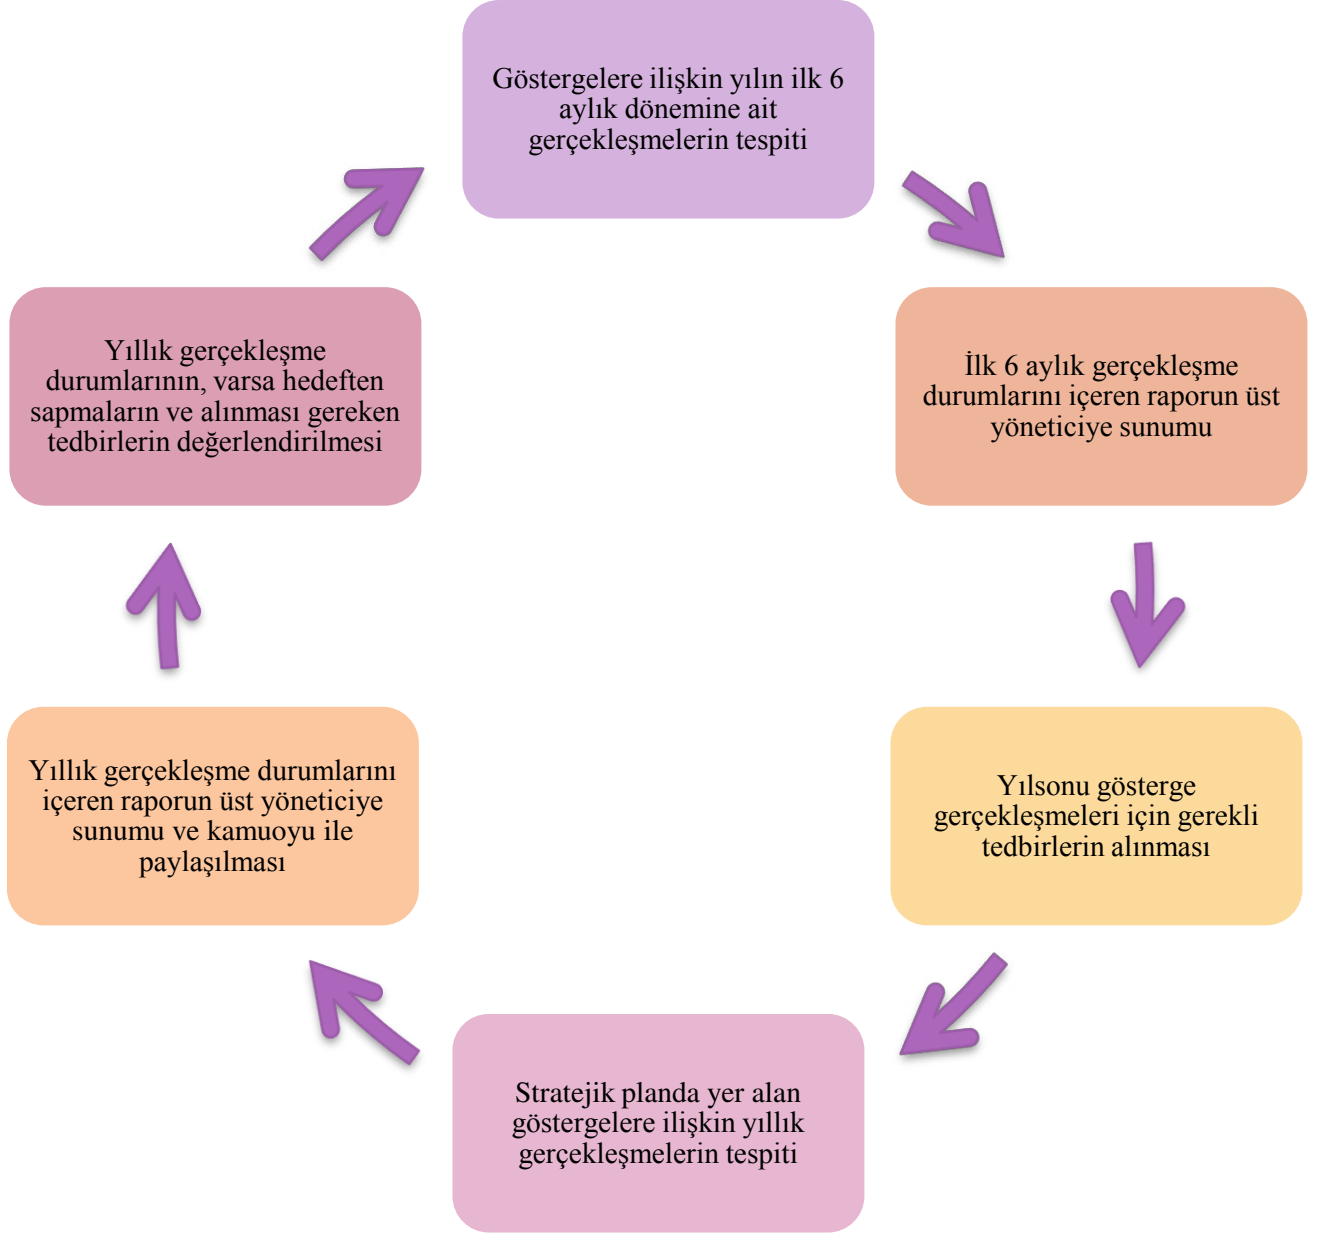 Göstergelere ilişkin yılın ilk 6
aylık dönemine ait
gerçekleşmelerin tespiti
İlk 6 aylık gerçekleşme
durumlarını içeren raporun üst
yöneticiye sunumu
Yılsonu gösterge
gerçekleşmeleri için gerekli
tedbirlerin alınması
Stratejik planda yer alan
göstergelere ilişkin yıllık
gerçekleşmelerin tespiti
Yıllık gerçekleşme durumlarını
içeren raporun üst yöneticiye
sunumu ve kamuoyu ile
paylaşılması
Yıllık gerçekleşme
durumlarının, varsa hedeften
sapmaların ve alınması gereken
tedbirlerin değerlendirilmesi